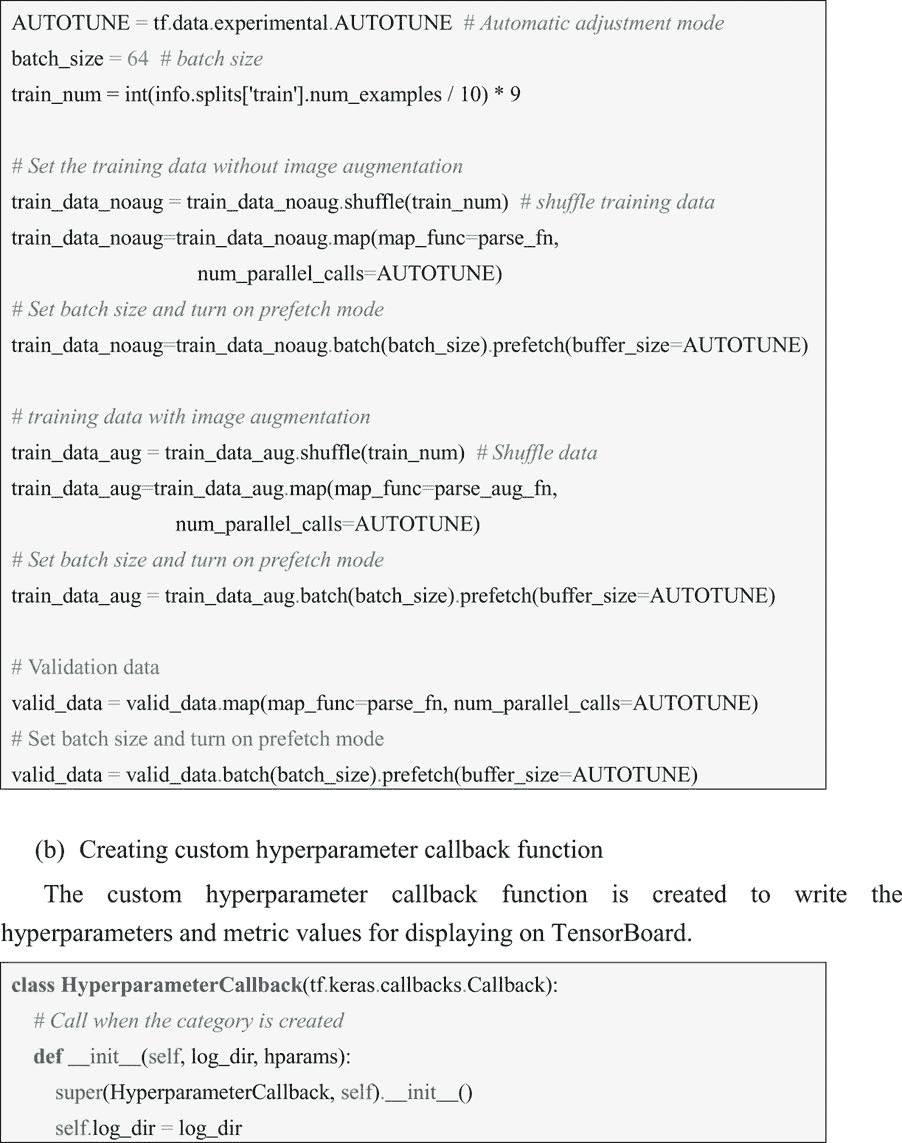 AUTOTUNE = tf.data.experimental.AUTOTUNE # Automatic adjustment mode
batch_size = 64 # batch size
train_num = int(info.splits['train'].num_examples / 10) * 9
# Set the training data without image augmentation
train_data_noaug = train_data_noaug.shuffle(train_num) # shuffle training data
train_data_noaug=train_data_noaug.map(map_func=parse_fn,
num_parallel_calls=AUTOTUNE)
# Set batch size and turn on prefetch mode
train_data_noaug=train_data_noaug.batch(batch_size).prefetch(buffer_size=AUTOTUNE)
# training data with image augmentation
train_data_aug = train_data_aug.shuffle(train_num) # Shuffle data
train_data_aug=train_data_aug.map(map_func=parse_aug_fn,
num_parallel_calls=AUTOTUNE)
# Set batch size and turn on prefetch mode
train_data_aug = train_data_aug.batch(batch_size).prefetch(buffer_size=AUTOTUNE)
# Validation data
valid_data = valid_data.map(map_func=parse_fn, num_parallel_calls=AUTOTUNE)
# Set batch size and turn on prefetch mode
valid_data = valid_data.batch(batch_size).prefetch(buffer_size=AUTOTUNE)
(b) Creating custom hyperparameter callback function
The custom hyperparameter callback function is created to write the
hyperparameters and metric values for displaying on TensorBoard.
class HyperparameterCallback(tf.keras.callbacks.Callback):
# Call when the category is created
def __init__(self, log_dir, hparams):
super(HyperparameterCallback, self).__init__()
self.log_dir = log_dir